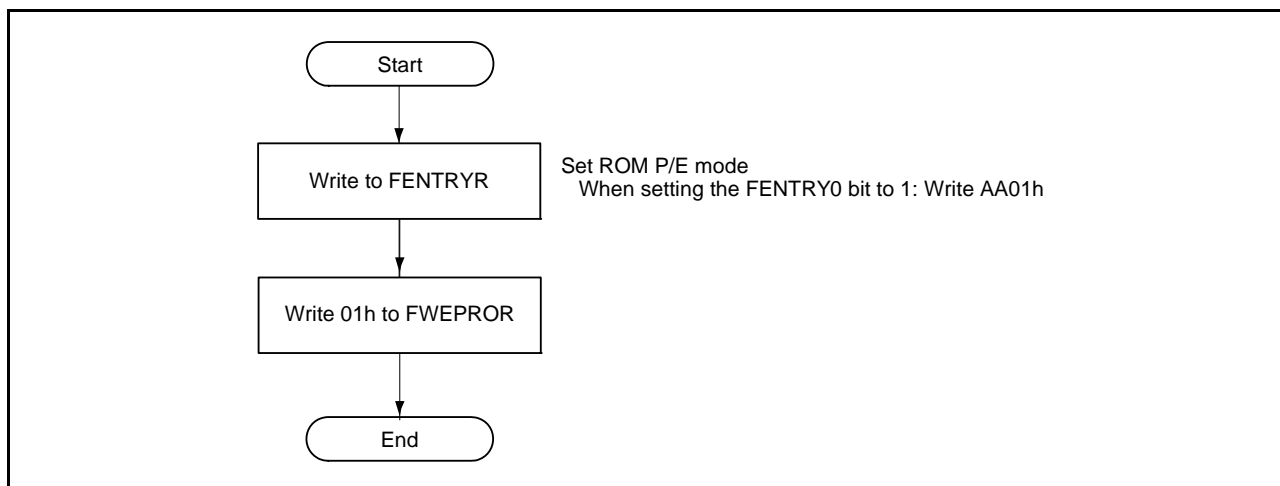 Start
Write to FENTRYR
Set ROM P/E mode
When setting the FENTRY0 bit to 1: Write AA01h
Write 01h to FWEPROR
End